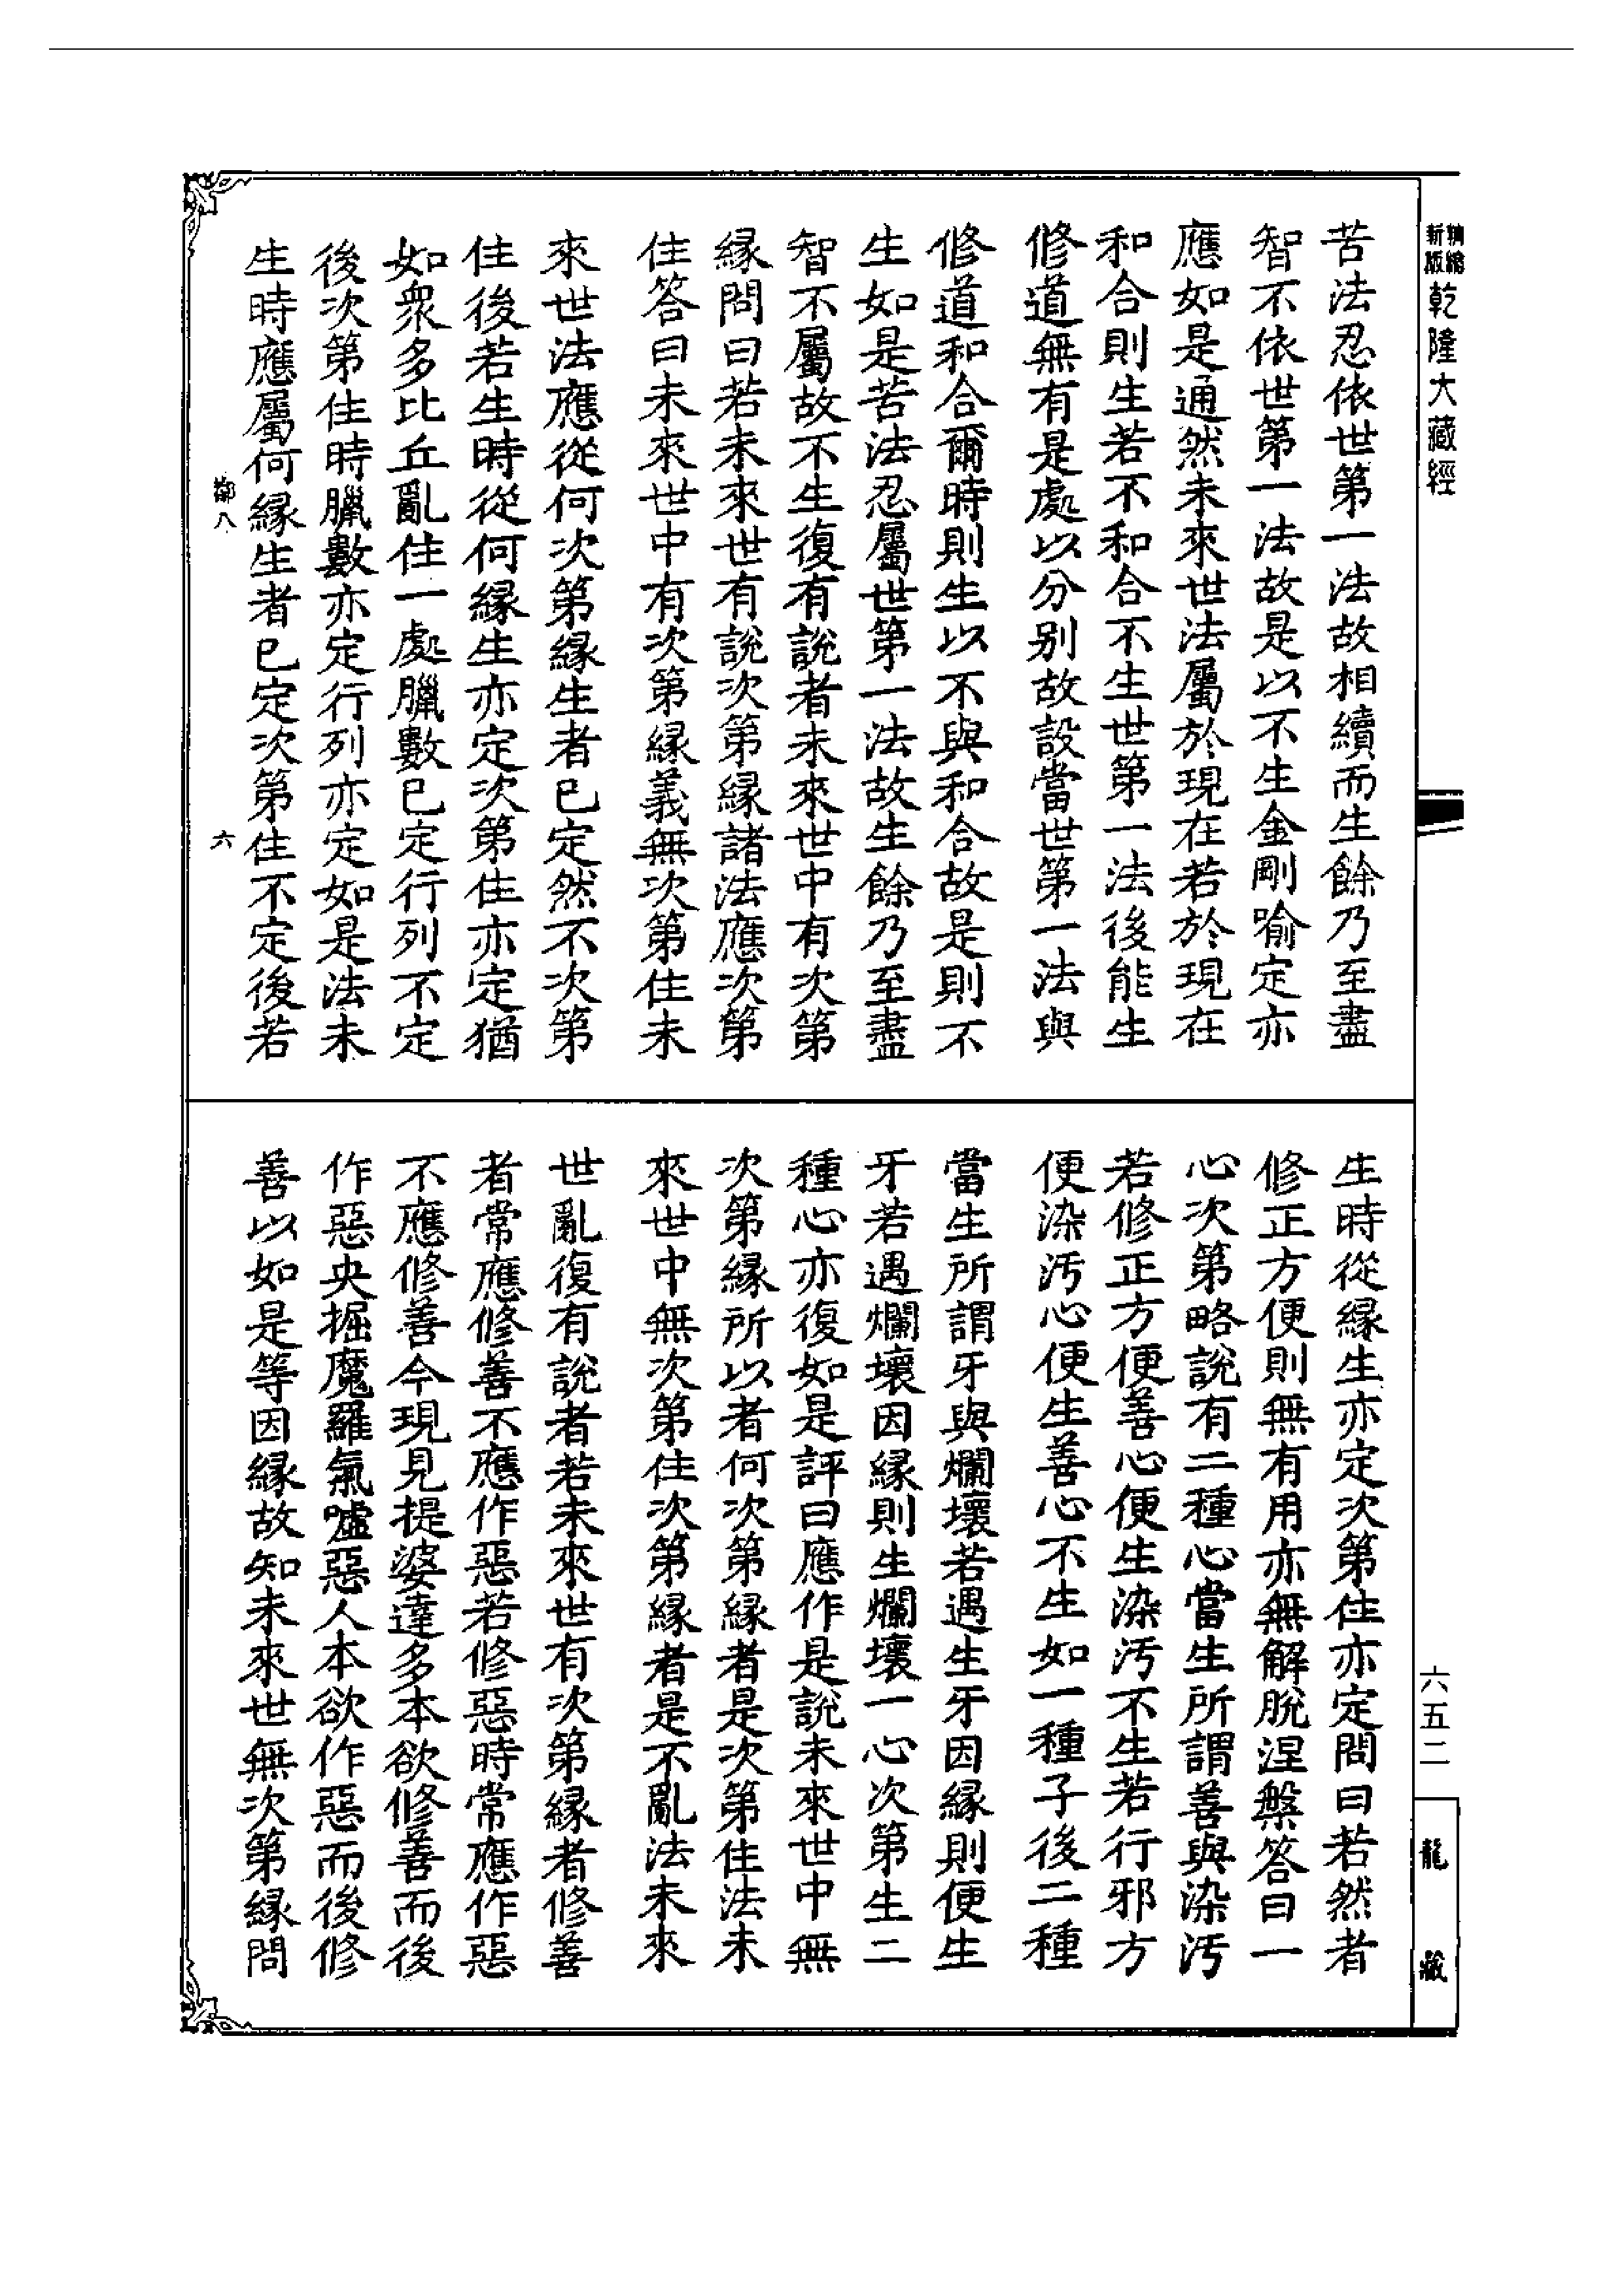 精縮新版乾隆大藏經
苦法忍依世第一法故相續而生餘乃至盡
智不依世第一法故是以不生金剛喻定亦
應如是通然未來世法屬於現在若於現在
和合則生若不和合不生世第一法後能生
修道無有是處以分别故設當世第一法與
修道和合爾時則生以不與和合故是則不
生如是苦法忍屬世第一法故生餘乃至盡
智不屬故不生復有說者未來世中有次第
緣問曰若未來世有說次第緣諸法應次第
住答曰未來世中有次第緣義無次第住未
來世法應從何次第緣生者已定然不次第
住後若生時從何緣生亦定次第住亦定猶
如眾多比丘亂住一處臘數已定行列不定
後次第住時臘數亦定行列亦定如是法未
生時應屬何緣生者已定次第住不定後若
鄰八
六
生時從緣生亦定次第住亦定問曰若然者
修正方便則無有用亦無解脫涅槃答曰一
心次第略說有二種心當生所謂善與染汚
若修正方便善心便生染汚不生若行邪方
便染汚心便生善心不生如一種子後二種
當生所謂牙與爛壞若遇生牙因緣則便生
牙若遇爛壞因緣則生爛壞一心次第生二
種心亦復如是評曰應作是說未來世中無
次第緣所以者何次第緣者是次第住法未
來世中無次第住次第緣者是不亂法未來
世亂復有說者若未來世有次第緣者修善
者常應修善不應作惡若修惡時常應作惡
不應修善今現見提婆達多本欲修善而後
作惡央掘魔羅氣噓惡人本欲作惡而後修
善以如是等因緣故知未來世無次第緣問
六五二
龍藏